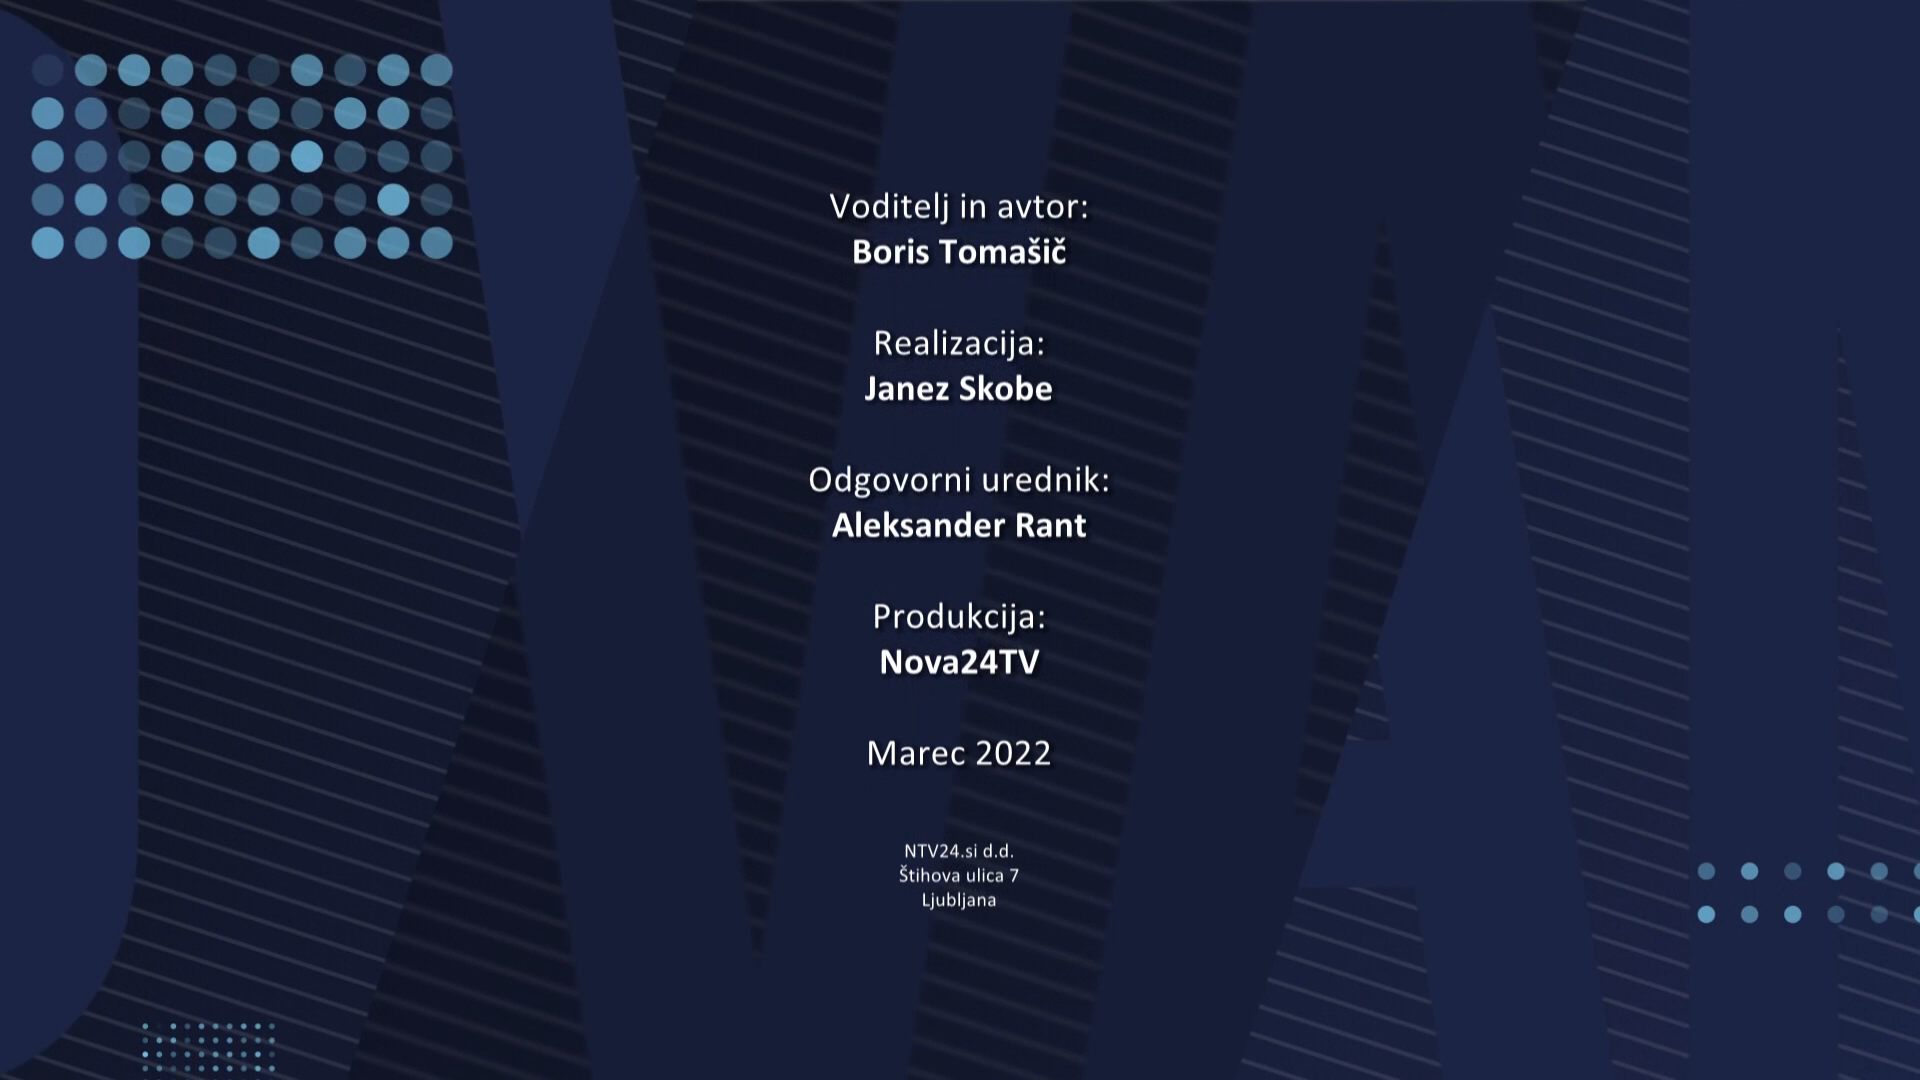 Voditelj in avtor:
Boris Tomašič
Realizacija:
Janez Skobe
Odgovorni urednik:
Aleksander Rant
Produkcija:
Nova24TV
Marec 2022
NTV24.si d.d.
Štihova ulica 7
Ljubljana